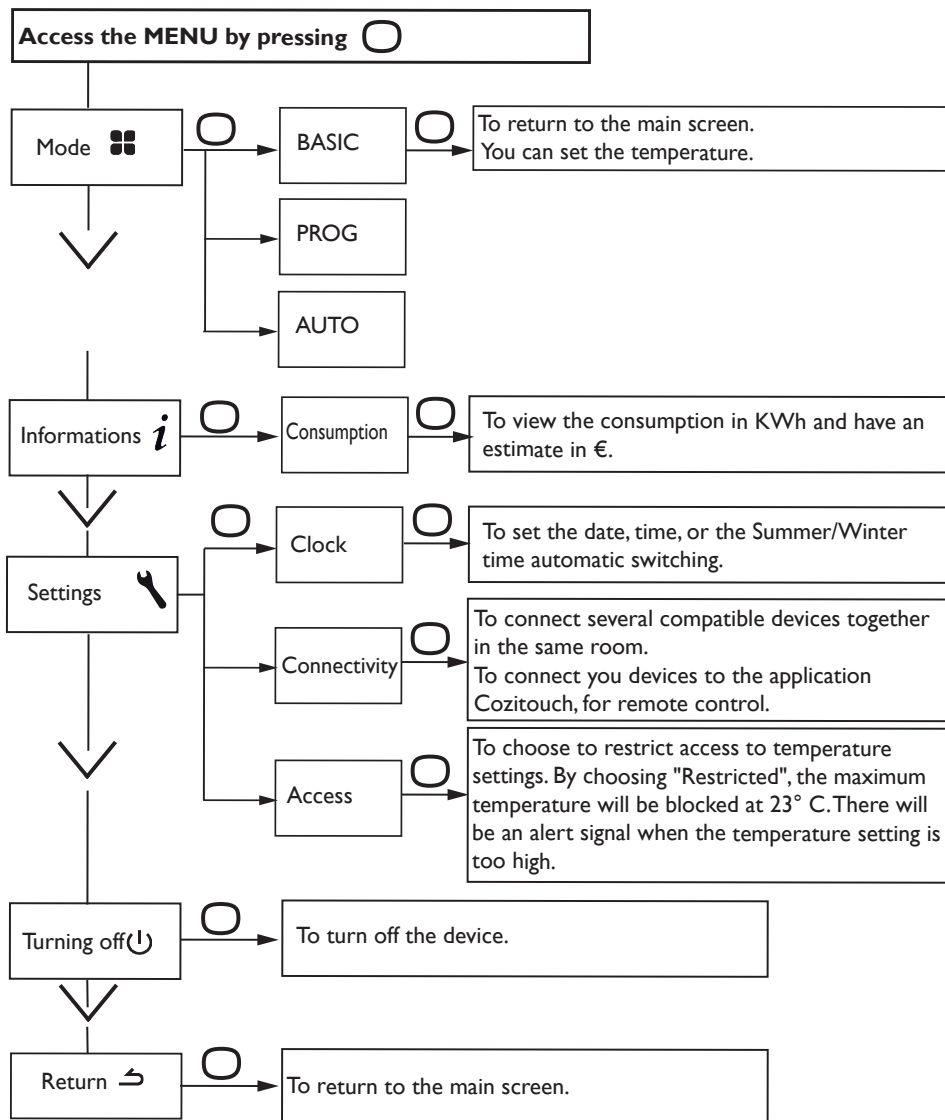 Access the MENU by pressing
Mode
BASIC
To return to the main screen.
You can set the temperature.
PROG
AUTO
Informations i
Consumption
To view the consumption in KWh and have an
estimate in €.
Settings
Clock
To set the date, time, or the Summer/Winter
time automatic switching.
Connectivity
To connect several compatible devices together
in the same room.
To connect you devices to the application
Cozitouch, for remote control.
Access
To choose to restrict access to temperature
settings. By choosing "Restricted", the maximum
temperature will be blocked at 23° C. There will
be an alert signal when the temperature setting is
too high.
Turning off
To turn off the device.
Return
To return to the main screen.